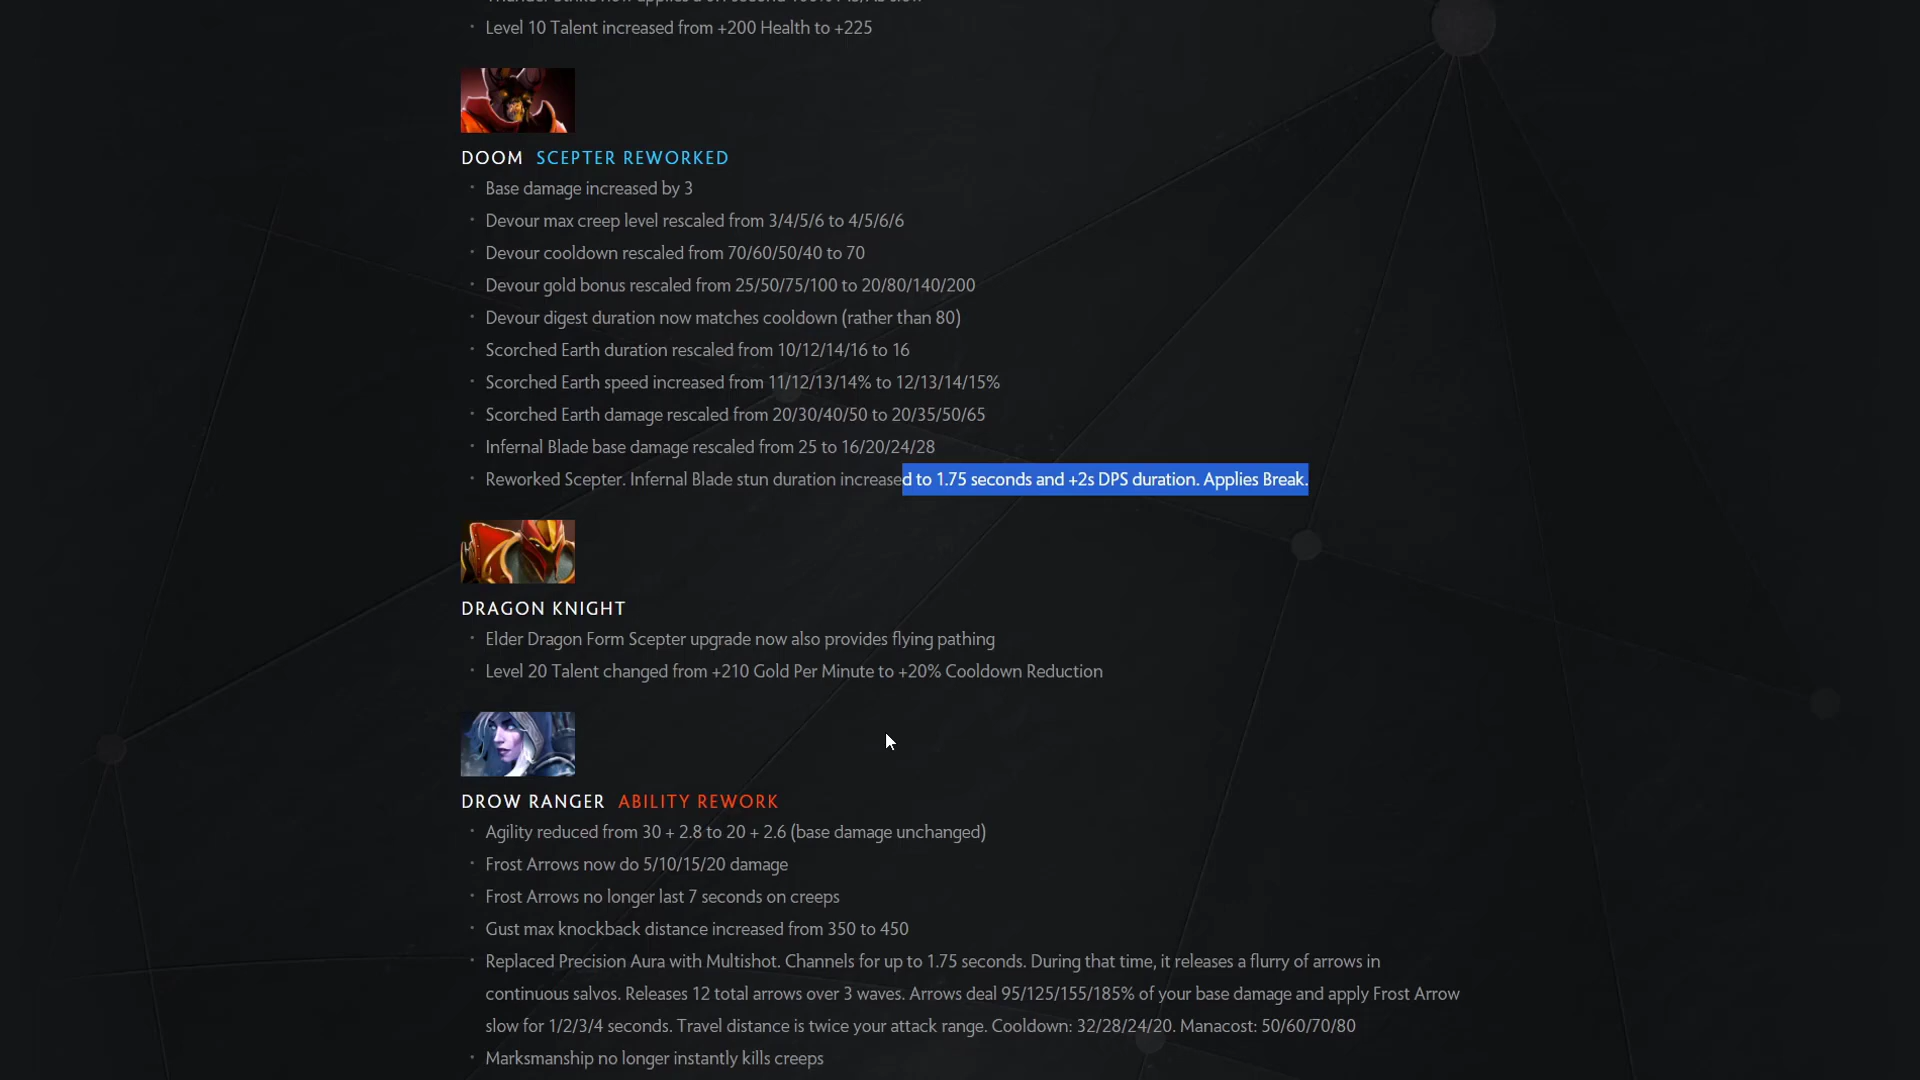 Level 10 Talent increased from +200 Health to +225
DOOM SCEPTER REWORKED
Base damage increased by 3
Devour max creep level rescaled from 3/4/5/6 to 4/5/6/6
Devour cooldown rescaled from 70/60/50/40 to 70
Devour gold bonus rescaled from 25/50/75/100 to 20/80/140/200
Devour digest duration now matches cooldown (rather than 80)
Scorched Earth duration rescaled from 10/12/14/16 to 16
Scorched Earth speed increased from 11/12/13/14% to 12/13/14/15%
Scorched Earth damage rescaled from 20/30/40/50 to 20/35/50/65
Infernal Blade base damage rescaled from 25 to 16/20/24/28
Reworked Scepter. Infernal Blade stun duration increased to 1.75 seconds and +2s DPS duration. Applies Break.
DRAGON KNIGHT
Elder Dragon Form Scepter upgrade now also provides flying pathing
Level 20 Talent changed from +210 Gold Per Minute to +20% Cooldown Reduction
DROW RANGER ABILITY REWORK
Agility reduced from 30 + 2.8 to 20 + 2.6 (base damage unchanged)
Frost Arrows now do 5/10/15/20 damage
Frost Arrows no longer last 7 seconds on creeps
Gust max knockback distance increased from 350 to 450
Replaced Precision Aura with Multishot. Channels for up to 1.75 seconds. During that time, it releases a flurry of arrows in
continuous salvos. Releases 12 total arrows over 3 waves. Arrows deal 95/125/155/185% of your base damage and apply Frost Arrow
slow for 1/2/3/4 seconds. Travel distance is twice your attack range. Cooldown: 32/28/24/20. Manacost: 50/60/70/80
Marksmanship no longer instantly kills creeps